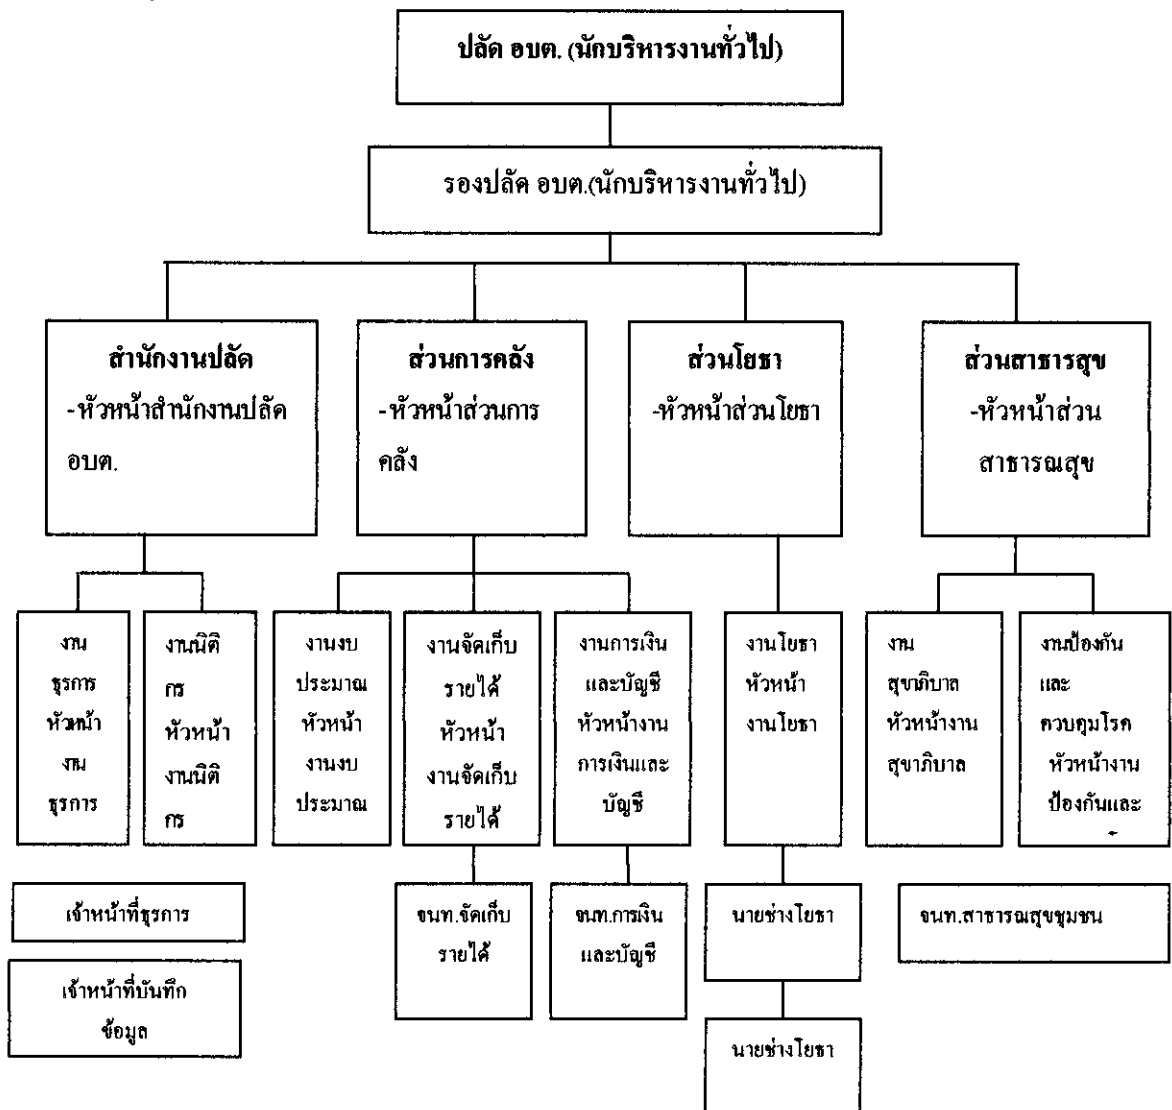 ปลัด อบต. (นักบริหารงานทั่วไป)
รองปลัด อบต.(นักบริหารงานทั่วไป)
สำนักงานปลัด
-หัวหน้าสำนักงานปลัด
อบต.
ส่วนการคลัง
-หัวหน้าส่วนการ
คลัง
ส่วนโยธา
-หัวหน้าส่วนโยธา
ส่วนสาธารสุข
-หัวหน้าส่วน
สาธารณสุข
งาน
ธุรการ
หัวหน้า
งาน
ธุรการ
งานนิติ
กร
หัวหน้า
งานนิติ
กร
งานงบ
ประมาณ
หัวหน้า
งานงบ
ประมาณ
งานจัดเก็บ
รายได้
หัวหน้า
งานจัดเก็บ
รายได้
งานการเงิน
และบัญชี
หัวหน้างาน
การเงินและ
บัญชี
งานโยธา
หัวหน้า
งานโยธา
งาน
สุขาภิบาล
หัวหน้างาน
สุขาภิบาล
งานป้องกัน
และ
ควบคุมโรค
หัวหน้างาน
ป้องกันและ
เจ้าหน้าที่ธุรการ
เจ้าหน้าที่บันทึก
ข้อมูล
จนท.จัดเก็บ
รายได้
จนท.การเงิน
และบัญชี
นายช่างโยธา
นายช่างโยธา
จนท.สาธารณสุขชุมชน